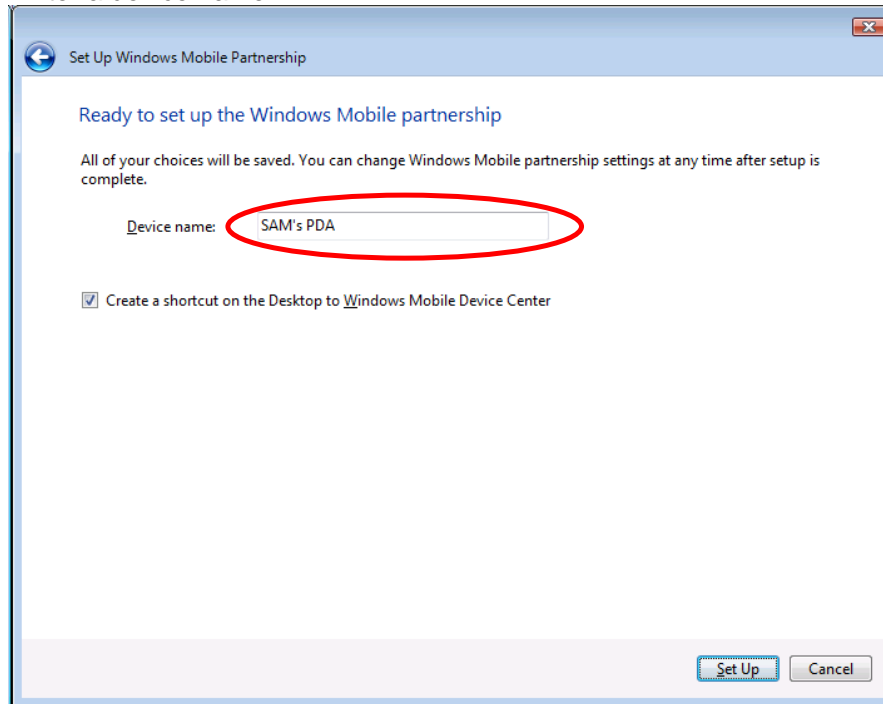 Set Up Windows Mobile Partnership
Ready to set up the Windows Mobile partnership
All of your choices will be saved. You can change Windows Mobile partnership settings at any time after setup is
complete.
Device name: SAM's PDA
Create a shortcut on the Desktop to Windows Mobile Device Center
Set Up Cancel